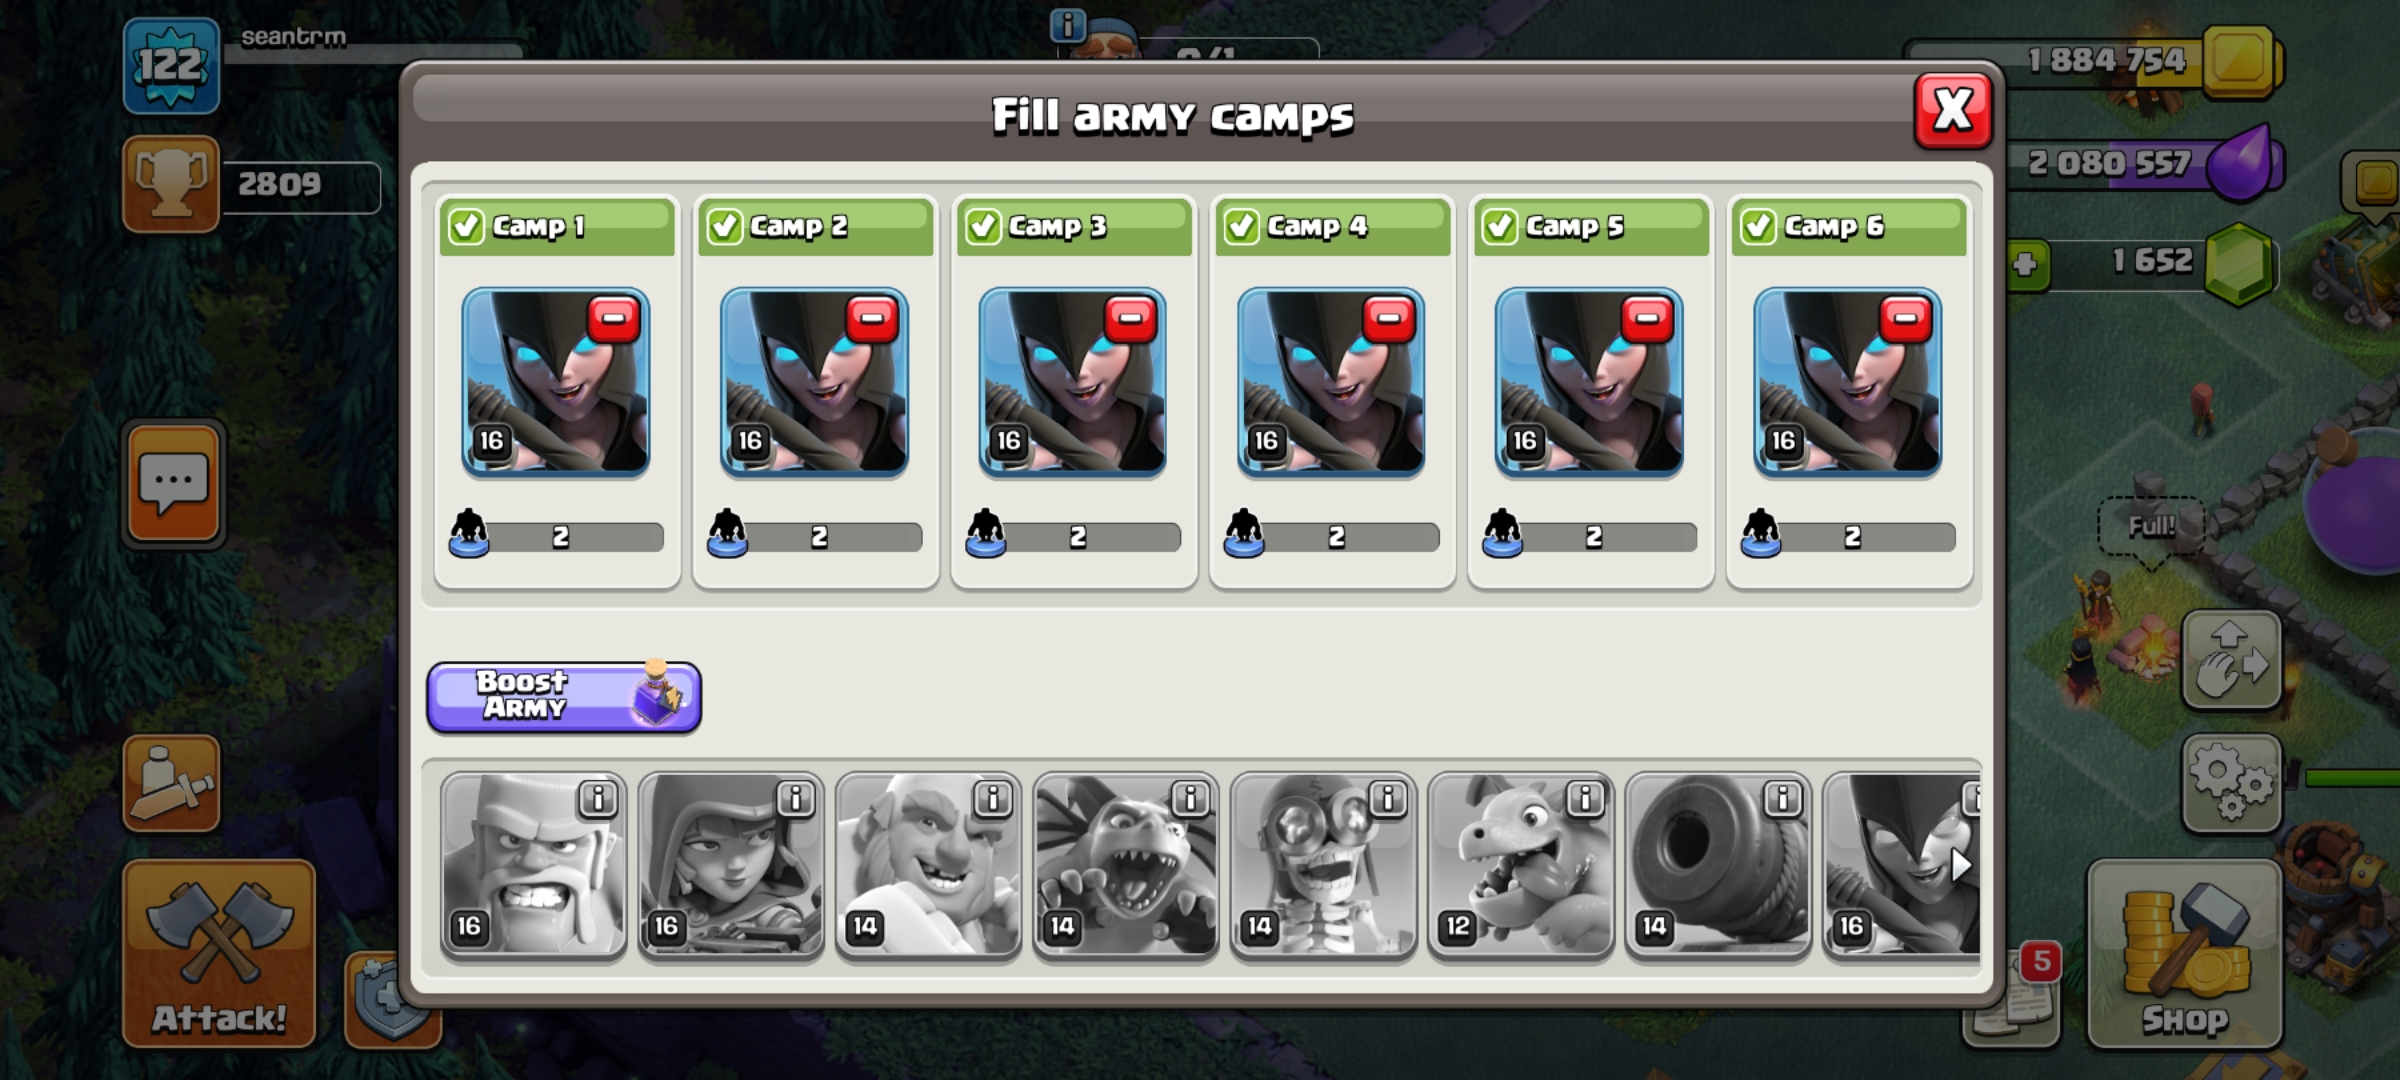 122
seantrm
2809
1 884 754
2 080 557
1 652
Fill army camps
X
Camp 1
Camp 2
Camp 3
Camp 4
Camp 5
Camp 6
16
16
16
16
16
16
2
2
2
2
2
2
Full!
Boost
Army
16
16
14
14
14
12
14
16
Attack!
5
Shop